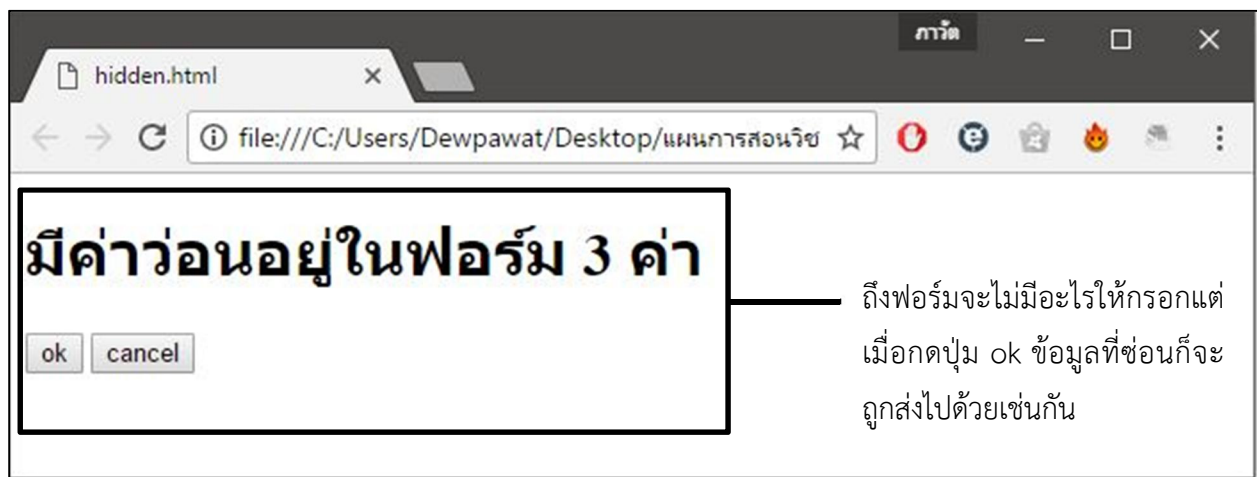 ภาวัต
hidden.html
file:///C:/Users/Dewpawat/Desktop/แผนการสอนวิช
มีค่าว่อนอยู่ในฟอร์ม 3 ค่า
ok cancel
ถึงฟอร์มจะไม่มีอะไรให้กรอกแต่
เมื่อกดปุ่ม ok ข้อมูลที่ซ่อนก็จะ
ถูกส่งไปด้วยเช่นกัน